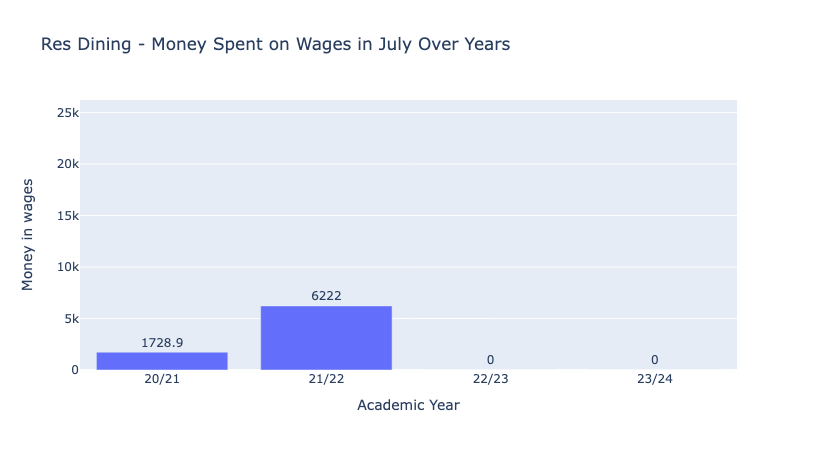 Res Dining - Money Spent on Wages in July Over Years
25k
20k
15k
10k
5k
0
Money in wages
1728.9
6222
0
0
20/21
21/22
22/23
23/24
Academic Year